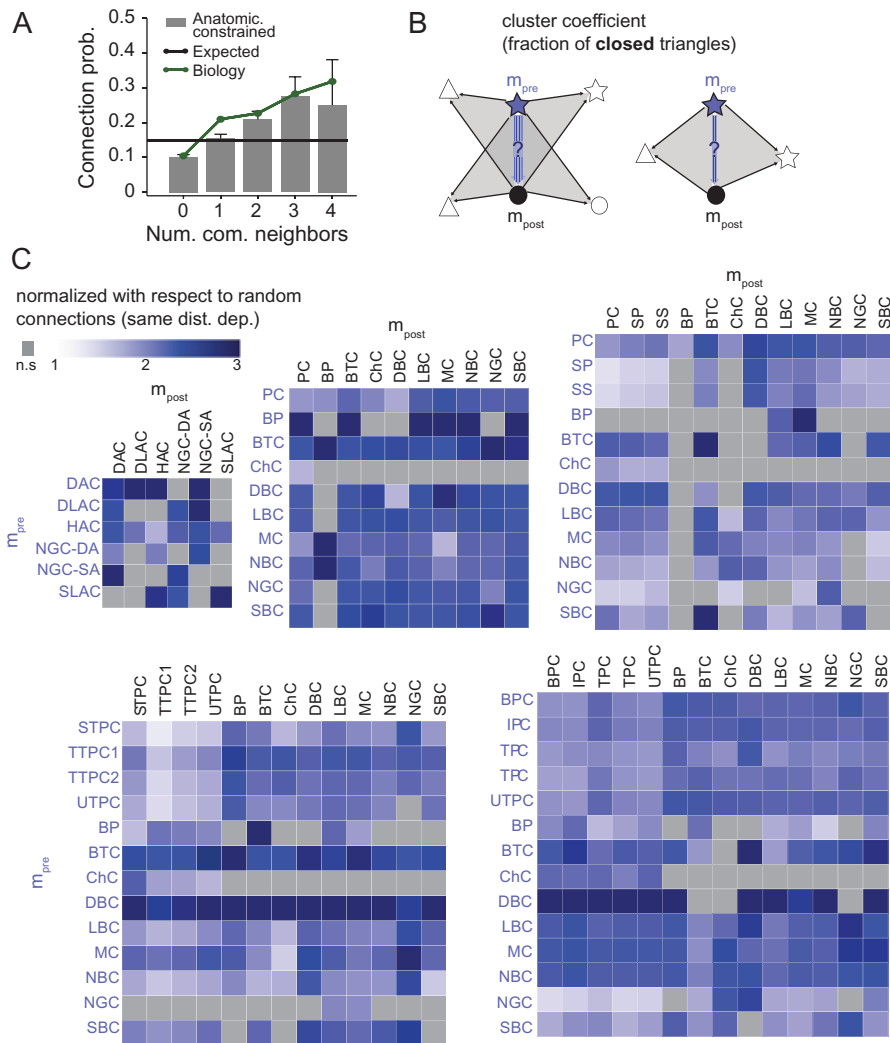 A
Connection prob.
0.5
0.4
0.3
0.2
0.1
0
Anatomic.
constrained
Expected
Biology
0 1 2 3 4
Num. com. neighbors
B
cluster coefficient
(fraction of closed triangles)
m pre
?
m post
m pre
?
m post
C
normalized with respect to random
connections (same dist. dep.)
n.s
1 2 3
m post
DAC DLAC HAC NGC-DA NGC-SA SLAC
m pre
DAC
DLAC
HAC
NGC-DA
NGC-SA
SLAC
m post
PC BP BTC ChC DBC LBC MC NBC NGC SBC
PC
BP
BTC
ChC
DBC
LBC
MC
NBC
NGC
SBC
m post
PC SP SS BP BTC ChC DBC LBC MC NBC NGC SBC
PC
SP
SS
BP
BTC
ChC
DBC
LBC
MC
NBC
NGC
SBC
STPC TTPC1 TTPC2 UTPC BP BTC ChC DBC LBC MC NBC NGC SBC
m pre
STPC
TTPC1
TTPC2
UTPC
BP
BTC
ChC
DBC
LBC
MC
NBC
NGC
SBC
BPC IPC TPC TPC UTPC BP BTC ChC DBC LBC MC NBC NGC SBC
BPC
IPC
TPC
TPC
UTPC
BP
BTC
ChC
DBC
LBC
MC
NBC
NGC
SBC